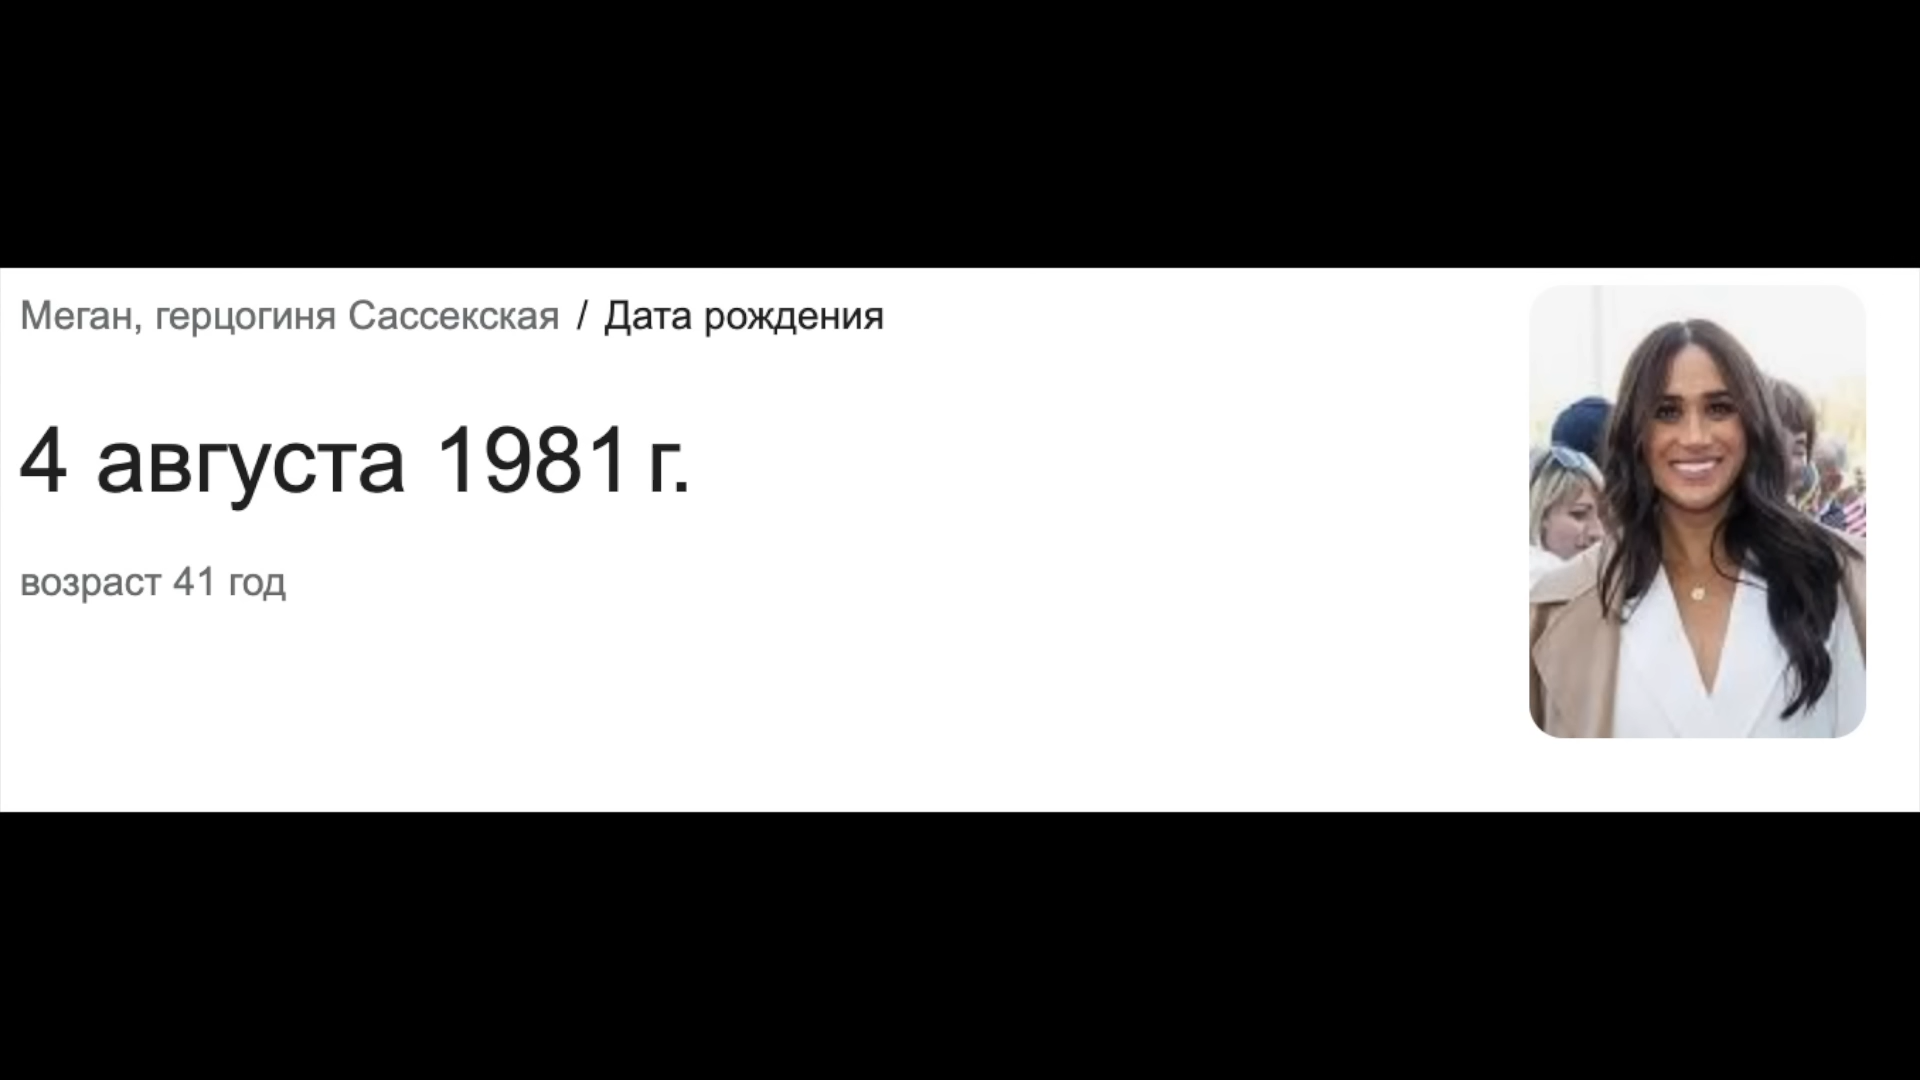 Меган, герцогиня Сассекская / Дата рождения
4 августа 1981 г.
возраст 41 год